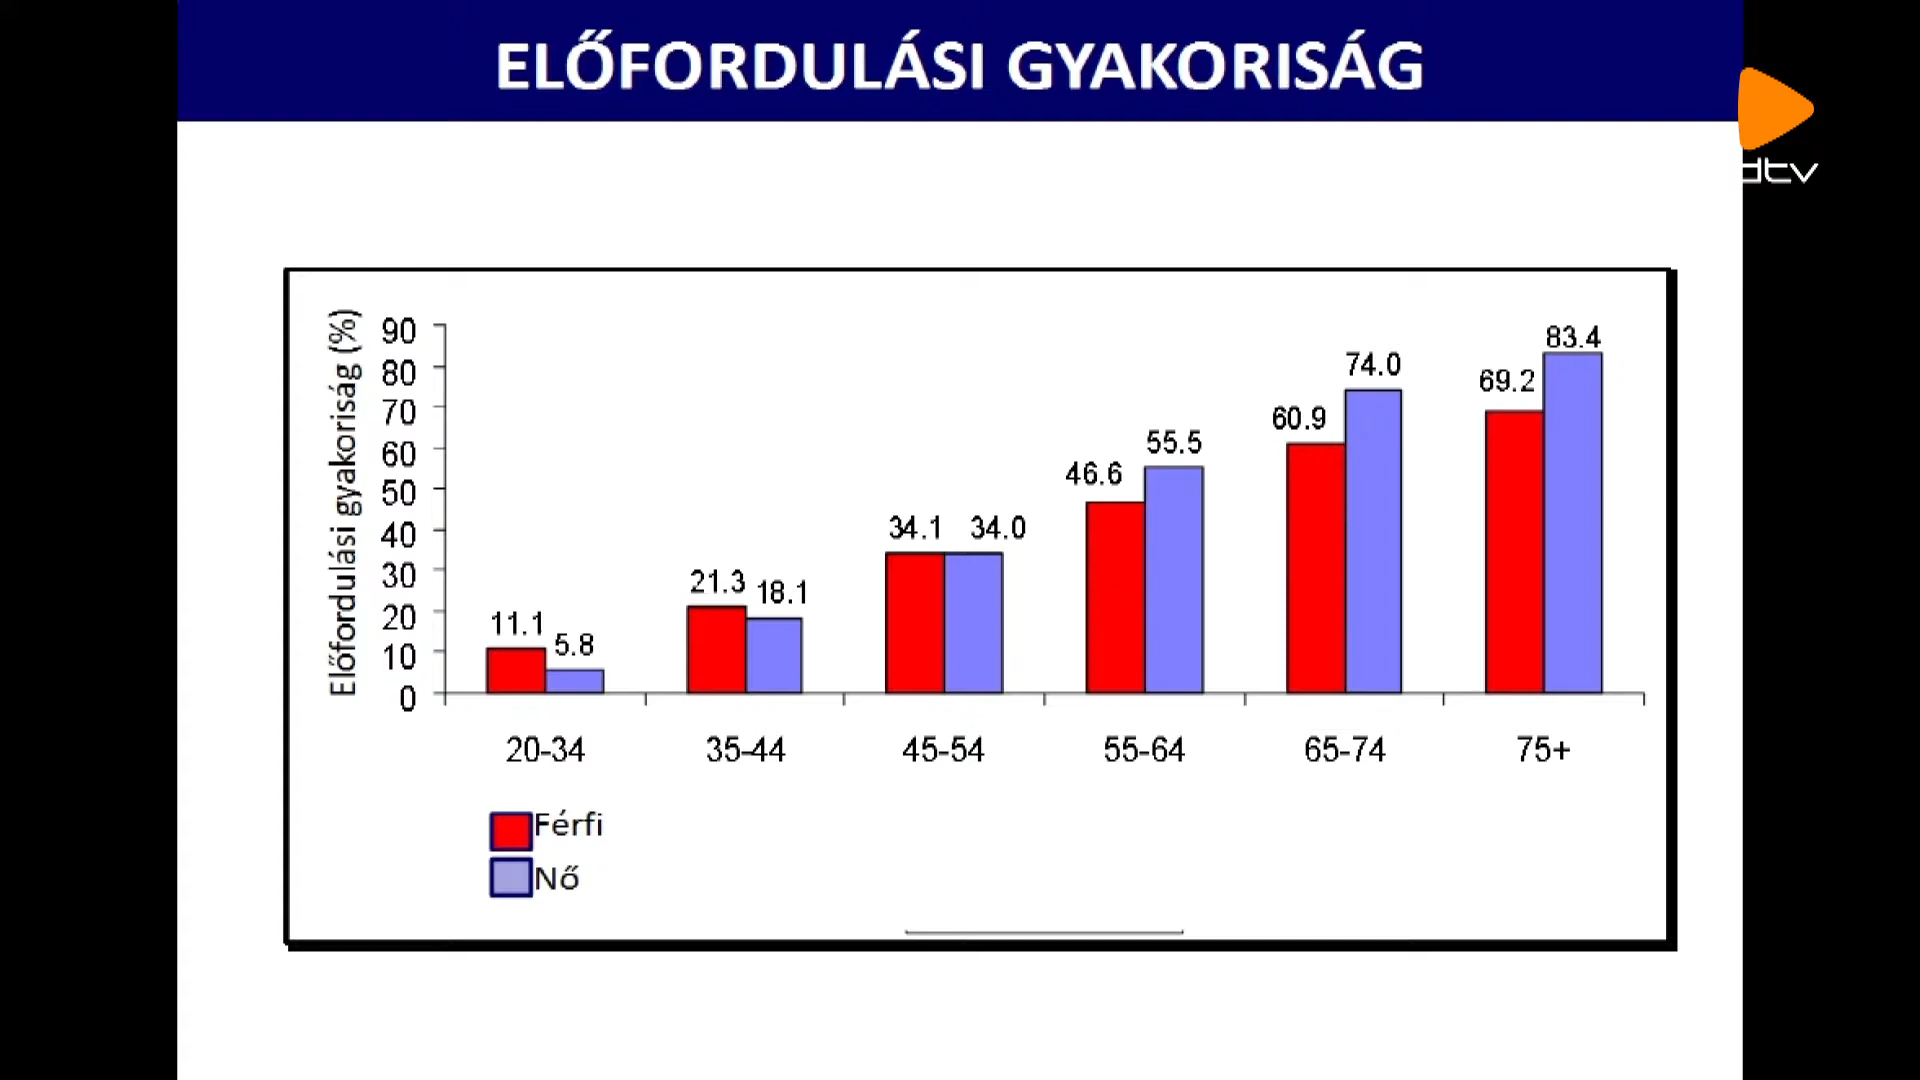 ELŐFORDULÁSI GYAKORISÁG
dtv
Előfordulási gyakoriság (%)
90
80
70
60
50
40
30
20
10
0
11.1 5.8
21.3 18.1
34.1 34.0
46.6 55.5
60.9 74.0
69.2 83.4
20-34 35-44 45-54 55-64 65-74 75+
Férfi
Nő